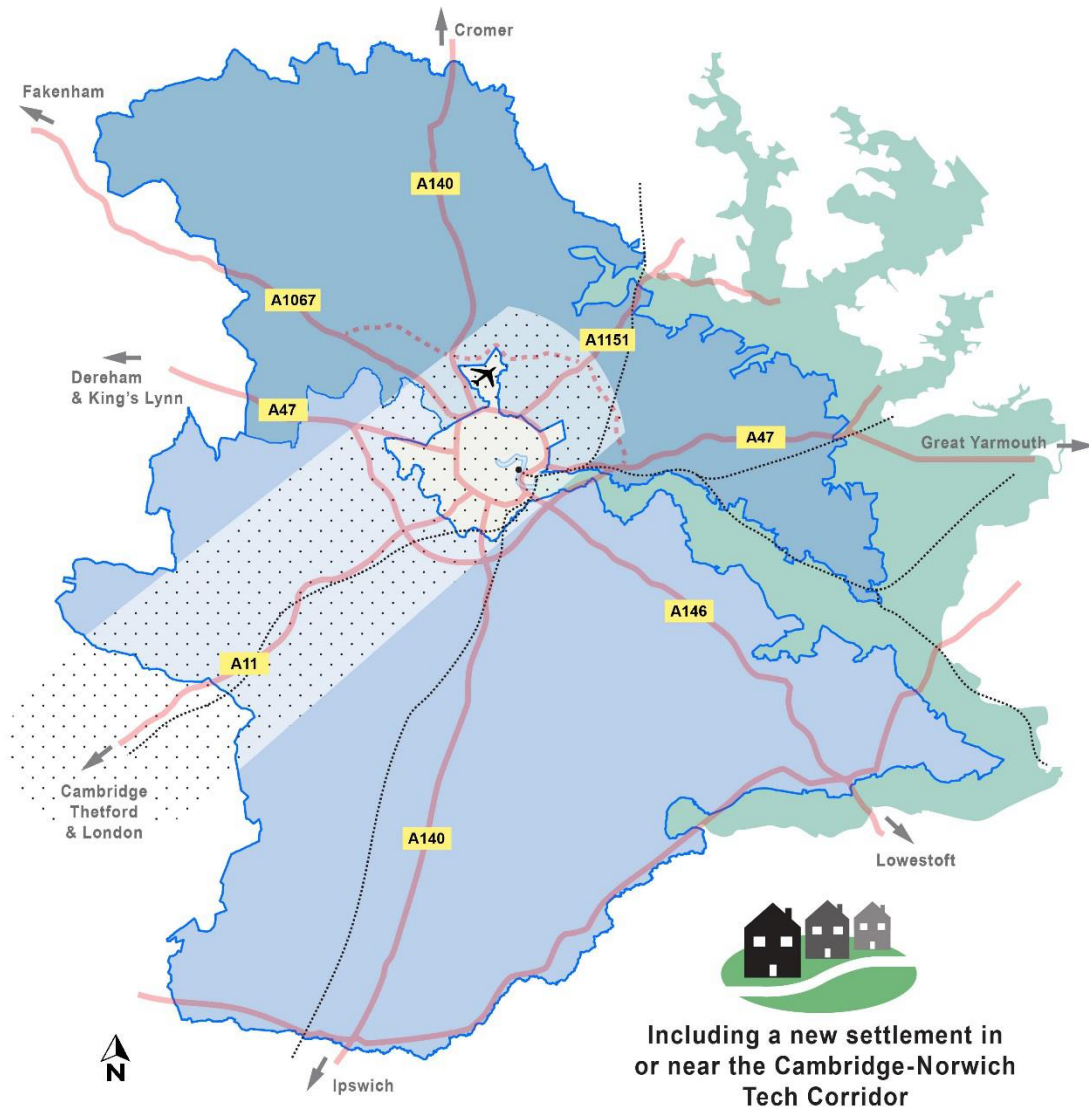 Cromer
Fakenham
A140
A1067
A1151
Dereham
& King's Lynn
A47
A47
Great Yarmouth
A146
A11
Cambridge
Thetford
& London
A140
Lowestoft
Including a new settlement in
or near the Cambridge-Norwich
Tech Corridor
N
Ipswich